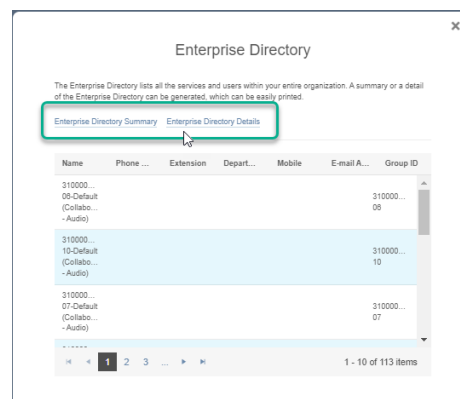 Enterprise Directory
The Enterprise Directory lists all the services and users within your entire organization. A summary or a detail
of the Enterprise Directory can be generated, which can be easily printed.
Enterprise Directory Summary Enterprise Directory Details
Name Phone ... Extension Depart... Mobile E-mail A... Group ID
310000...
06-Default
(Collabo...
- Audio)
310000...
06
310000...
10-Default
(Collabo...
- Audio)
310000...
10
310000...
07-Default
(Collabo...
- Audio)
310000...
07
1 2 3 ... 1 - 10 of 113 items